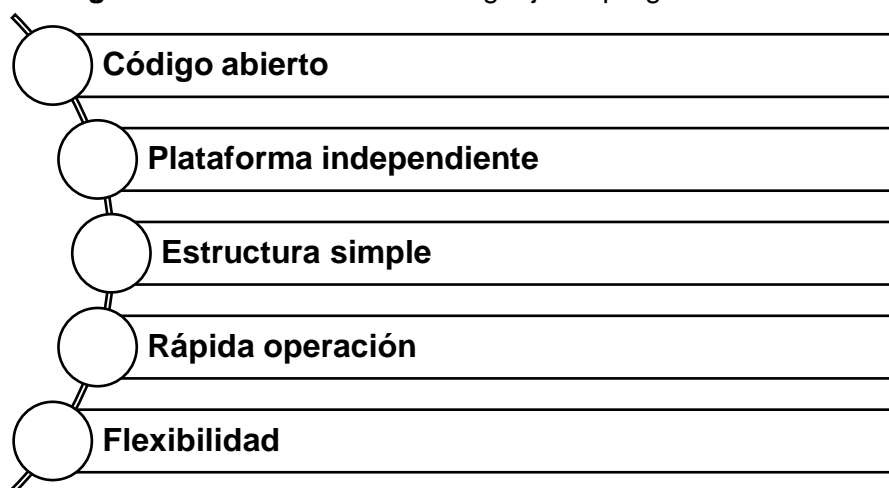 Código abierto
Plataforma independiente
Estructura simple
Rápida operación
Flexibilidad